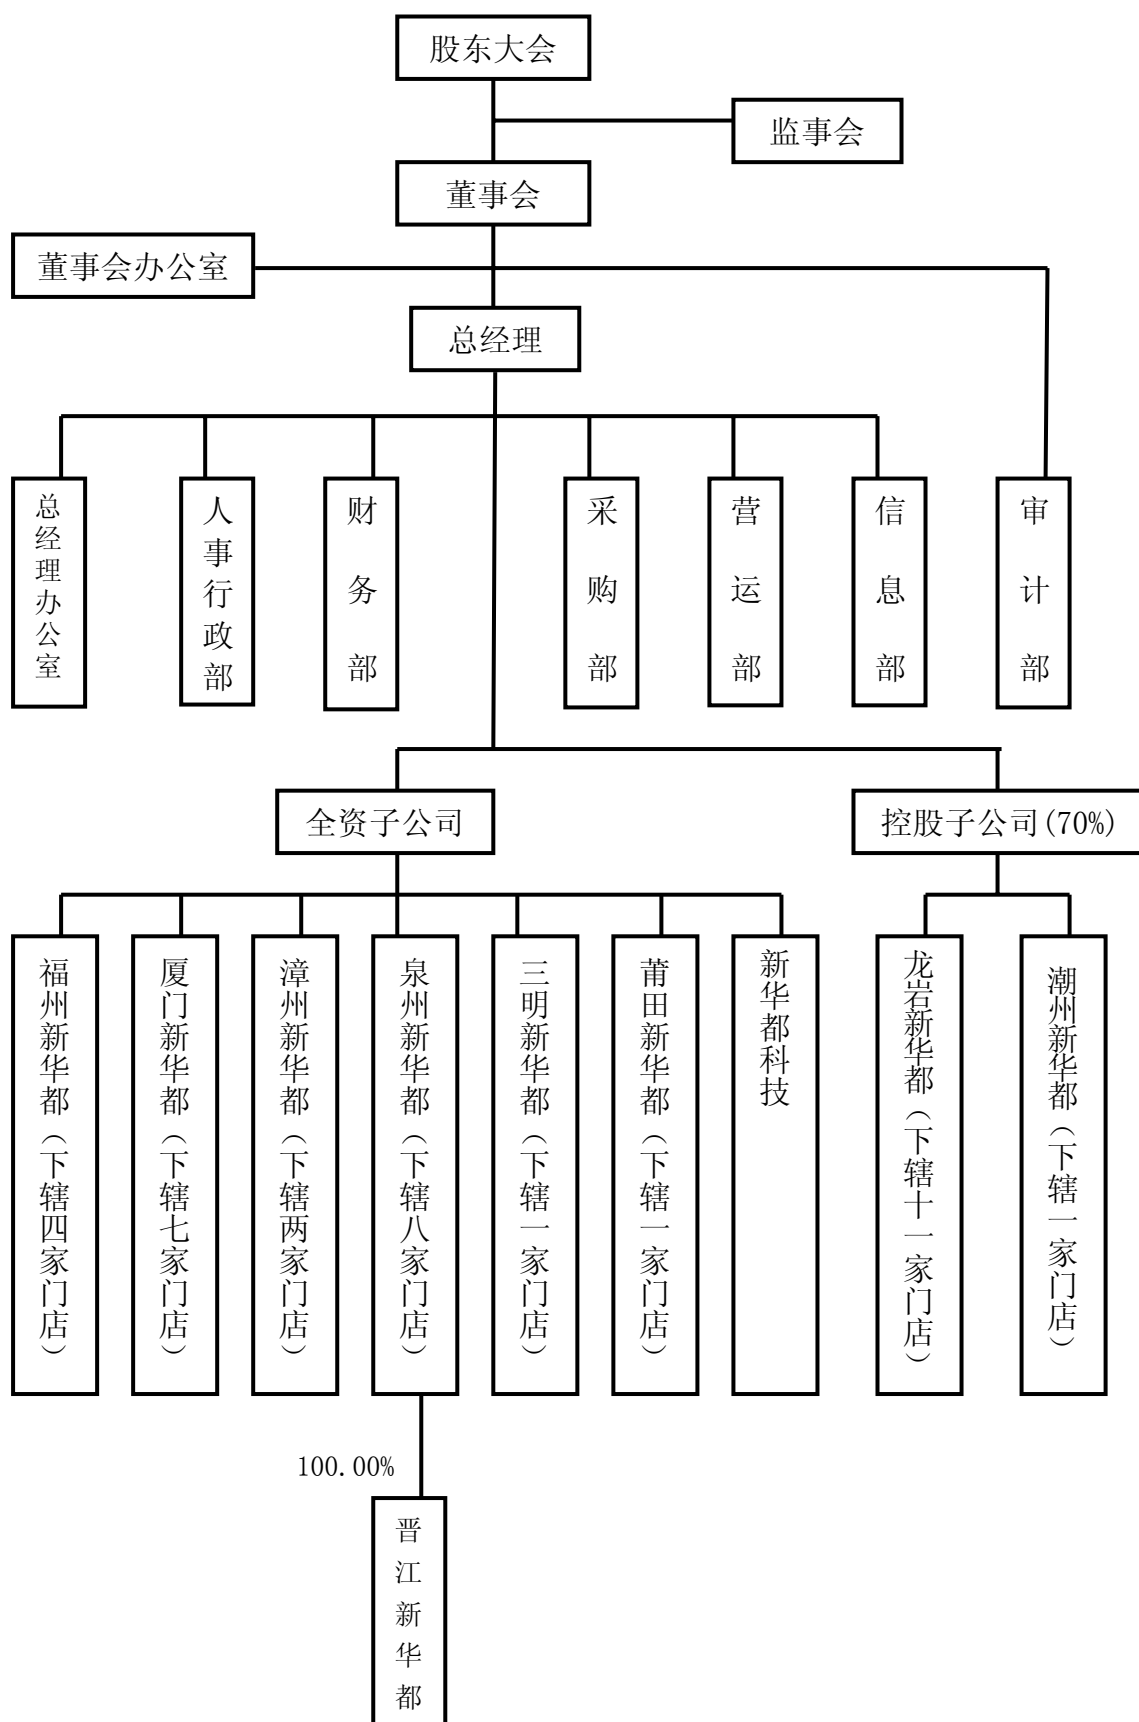 股东大会
监事会
董事会
董事会办公室
总经理
总经理办公室
人事行政部
财务部
采购部
营运部
信息部
审计部
全资子公司
控股子公司(70%)
福州新华都（下辖四家门店）
厦门新华都（下辖七家门店）
漳州新华都（下辖两家门店）
泉州新华都（下辖八家门店）
三明新华都（下辖一家门店）
莆田新华都（下辖一家门店）
新华都科技
龙岩新华都（下辖十一家门店）
潮州新华都（下辖一家门店）
100.00%
晋江新华都